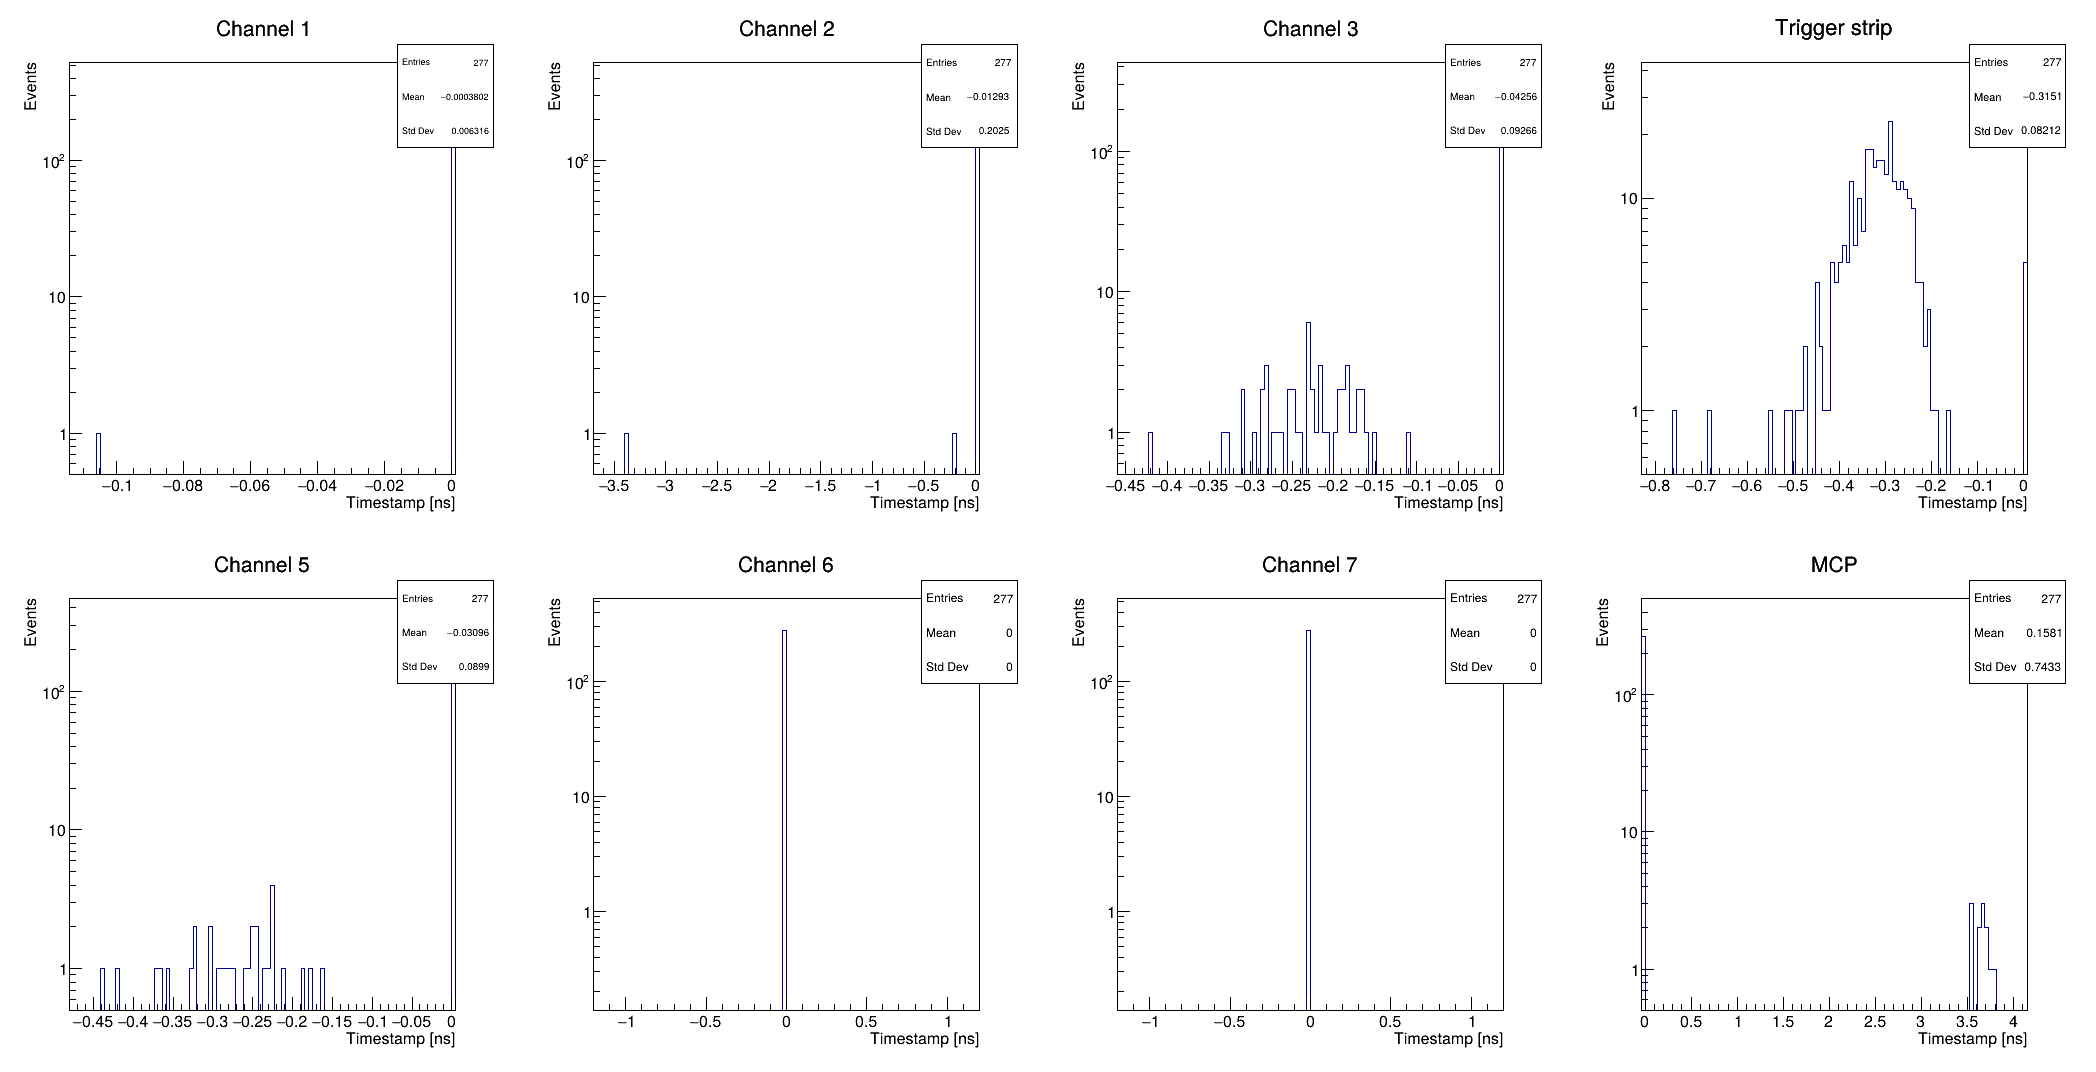 Channel 1
Events
Entries 277
Mean −0.0003802
Std Dev 0.006316
10²
10
1
−0.1 −0.08 −0.06 −0.04 −0.02 0
Timestamp [ns]
Channel 2
Events
Entries 277
Mean −0.01293
Std Dev 0.2025
10²
10
1
−3.5 −3 −2.5 −2 −1.5 −1 −0.5 0
Timestamp [ns]
Channel 3
Events
Entries 277
Mean −0.04256
Std Dev 0.09266
10²
10
1
−0.45 −0.4 −0.35 −0.3 −0.25 −0.2 −0.15 −0.1 −0.05 0
Timestamp [ns]
Trigger strip
Events
Entries 277
Mean −0.3151
Std Dev 0.08212
10
1
−0.8 −0.7 −0.6 −0.5 −0.4 −0.3 −0.2 −0.1 0
Timestamp [ns]
Channel 5
Events
Entries 277
Mean −0.03096
Std Dev 0.0899
10²
10
1
−0.45 −0.4 −0.35 −0.3 −0.25 −0.2 −0.15 −0.1 −0.05 0
Timestamp [ns]
Channel 6
Events
Entries 277
Mean 0
Std Dev 0
10²
10
1
−1 −0.5 0 0.5 1
Timestamp [ns]
Channel 7
Events
Entries 277
Mean 0
Std Dev 0
10²
10
1
−1 −0.5 0 0.5 1
Timestamp [ns]
MCP
Events
Entries 277
Mean 0.1581
Std Dev 0.7433
10²
10
1
0 0.5 1 1.5 2 2.5 3 3.5 4
Timestamp [ns]